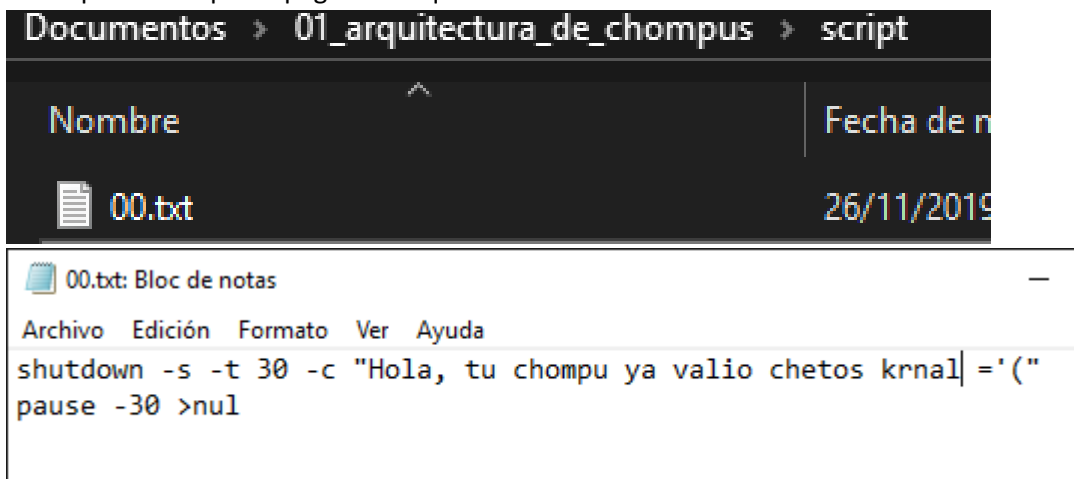 Documentos > 01_arquitectura_de_chompus > script
Nombre
Fecha de m
00.txt
26/11/2019
00.txt: Bloc de notas
Archivo Edición Formato Ver Ayuda
shutdown -s -t 30 -c "Hola, tu chompu ya valio chetos krnal ='("
pause -30 >nul